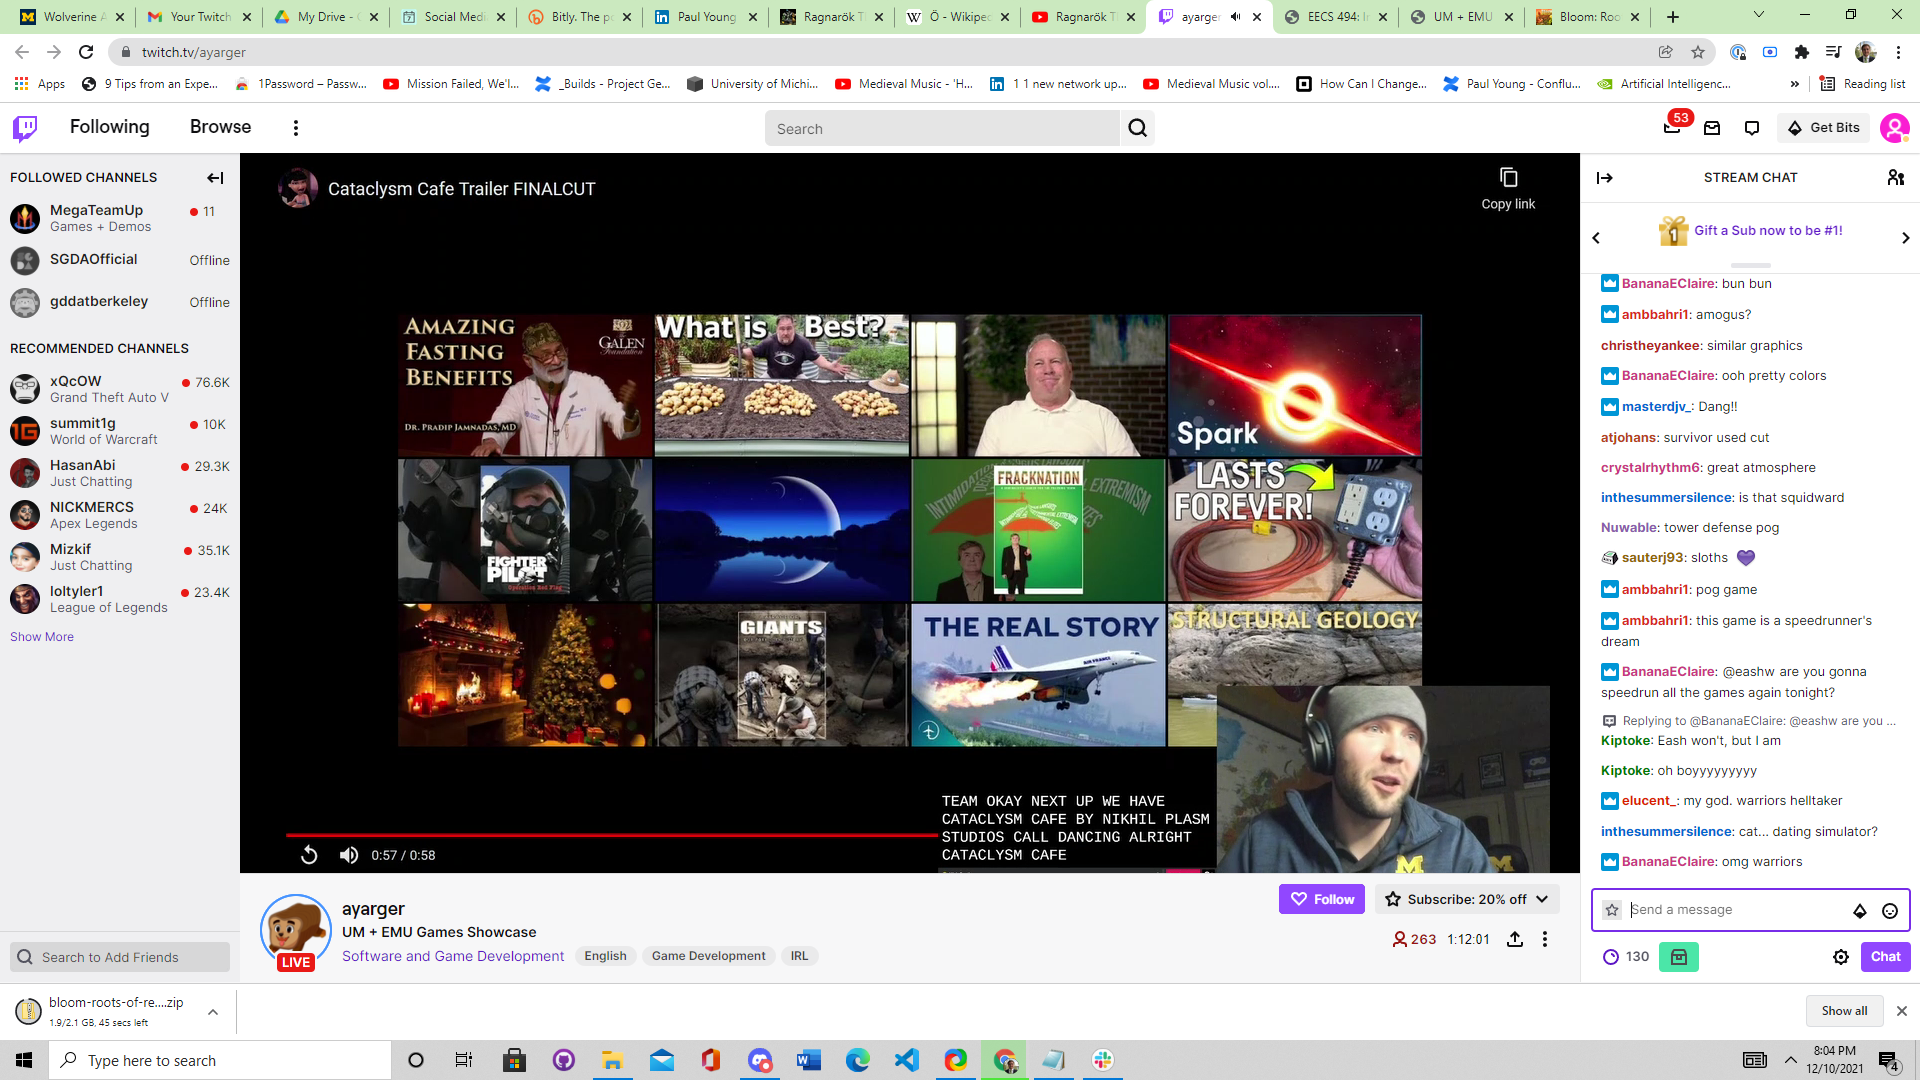 Wolverine A
Your Twitch
My Drive - G
Social Medi
Bitly. The po
Paul Young
Ragnarök T
Ö - Wikiped
Ragnarök T
ayarger
EECS 494: In
UM + EMU
Bloom: Roo
twitch.tv/ayarger
Apps
9 Tips from an Expe...
1Password – Passw...
Mission Failed, We'l...
_Builds - Project Ge...
University of Michi...
Medieval Music - 'H...
1 1 new network up...
Medieval Music vol....
How Can I Change...
Paul Young - Conflu...
Artificial Intelligenc...
»
Reading list
Following
Browse
Search
53
Get Bits
FOLLOWED CHANNELS
MegaTeamUp
11
Games + Demos
SGDAOfficial
Offline
gddatberkeley
Offline
RECOMMENDED CHANNELS
xQcOW
76.6K
Grand Theft Auto V
summit1g
10K
World of Warcraft
HasanAbi
29.3K
Just Chatting
NICKMERCS
24K
Apex Legends
Mizkif
35.1K
Just Chatting
loltyler1
23.4K
League of Legends
Show More
Search to Add Friends
Cataclysm Cafe Trailer FINALCUT
Copy link
AMAZING
FASTING
BENEFITS
GALEN
Foundation
DR. PRADIP JAMNADAS, MD
What is Best?
Spark
FIGHTER
PILOT
Operation Red Flag
FRACKNATION
LASTS
FOREVER!
GIANTS
THE REAL STORY
AIR FRANCE
STRUCTURAL GEOLOGY
TEAM OKAY NEXT UP WE HAVE
CATACLYSM CAFE BY NIKHIL PLASM
STUDIOS CALL DANCING ALRIGHT
CATACLYSM CAFE
0:57 / 0:58
M
ayarger
UM + EMU Games Showcase
LIVE
Software and Game Development
English
Game Development
IRL
Follow
Subscribe: 20% off
263
1:12:01
STREAM CHAT
1
Gift a Sub now to be #1!
BananaEClaire: bun bun
ambbahri1: amogus?
christheyankee: similar graphics
BananaEClaire: ooh pretty colors
masterdjv_: Dang!!
atjohans: survivor used cut
crystalrhythm6: great atmosphere
inthesummersilence: is that squidward
Nuwable: tower defense pog
sauterj93: sloths
ambbahri1: pog game
ambbahri1: this game is a speedrunner's
dream
BananaEClaire: @eashw are you gonna
speedrun all the games again tonight?
Replying to @BananaEClaire: @eashw are you ...
Kiptoke: Eash won't, but I am
Kiptoke: oh boyyyyyyyyy
elucent_: my god. warriors helltaker
inthesummersilence: cat... dating simulator?
BananaEClaire: omg warriors
Send a message
130
Chat
bloom-roots-of-re....zip
1.9/2.1 GB, 45 secs left
Show all
Type here to search
8:04 PM
12/10/2021
4